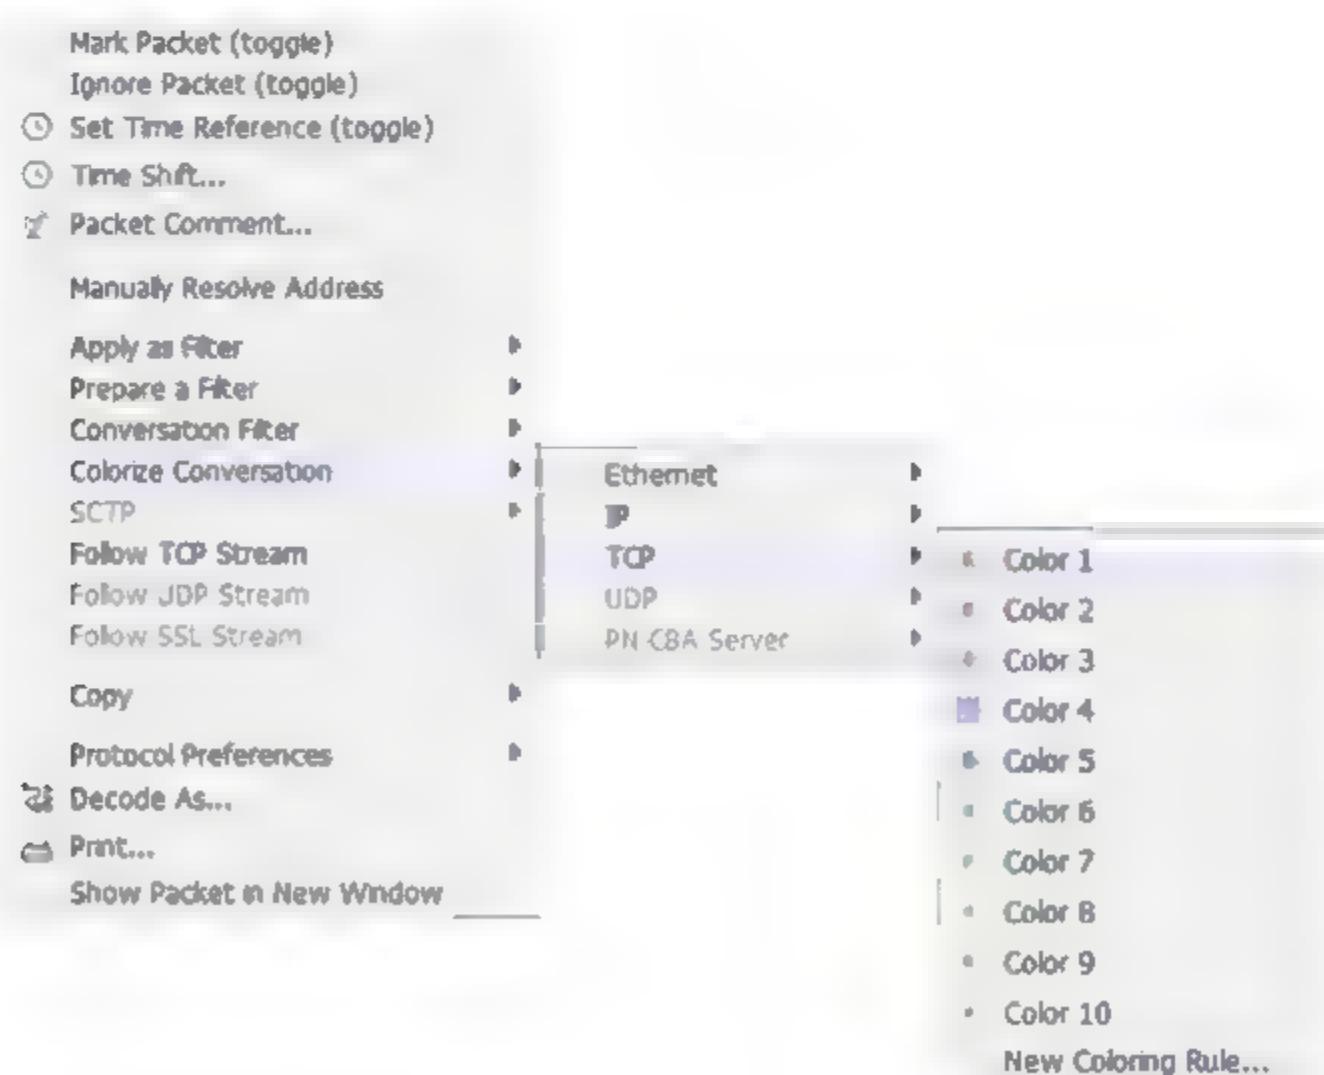 Mark Packet (toggle)
Ignore Packet (toggle)
Set Time Reference (toggle)
Time Shift...
Packet Comment...
Manually Resolve Address
Apply as Filter
Prepare a Filter
Conversation Filter
Colorize Conversation
SCTP
Follow TCP Stream
Follow UDP Stream
Follow SSL Stream
Copy
Protocol Preferences
Decode As...
Print...
Show Packet in New Window
Ethernet
IP
TCP
UDP
PN-CBA Server
Color 1
Color 2
Color 3
Color 4
Color 5
Color 6
Color 7
Color 8
Color 9
Color 10
New Coloring Rule...